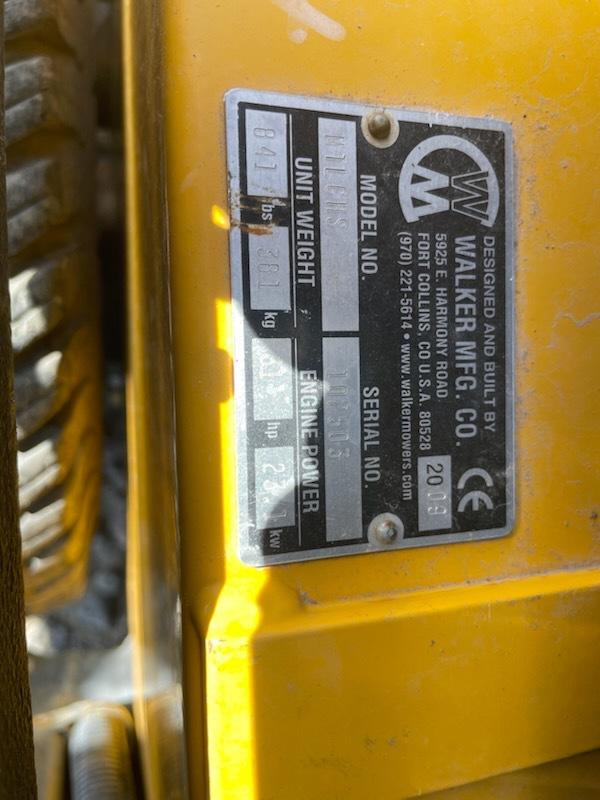 W
DESIGNED AND BUILT BY
WALKER MFG. CO.
5925 E. HARMONY ROAD
FORT COLLINS, CO U.S.A. 80528
(970) 221-5614 • www.walkermowers.com
2009
CE
MODEL NO.
SERIAL NO.
UNIT WEIGHT
ENGINE POWER
841 lbs 381 kg
hp kw